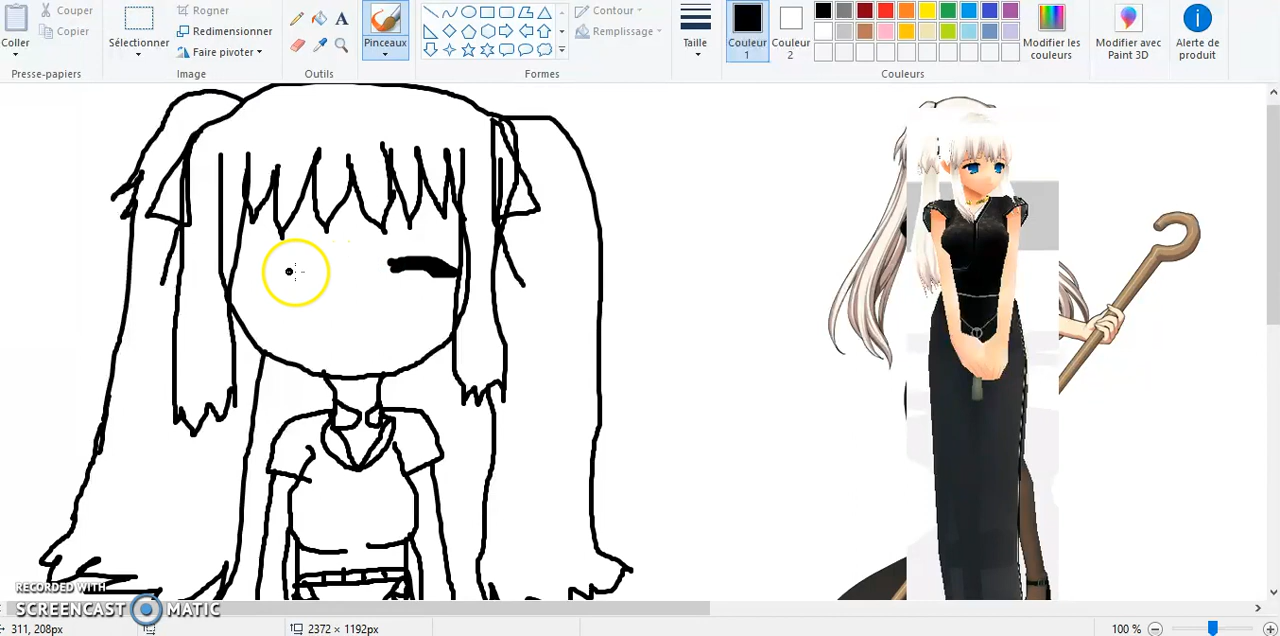 Couper
Rogner
Contour
Coller
Copier
Sélectionner
Redimensionner
Faire pivoter
A
Pinceaux
Remplissage
Taille
Couleur
1
Couleur
2
Modifier les
couleurs
Modifier avec
Paint 3D
Alerte de
produit
Presse-papiers
Image
Outils
Formes
Couleurs
RECORDED WITH
SCREENCAST MATIC
311, 208px
2372 × 1192px
100 %